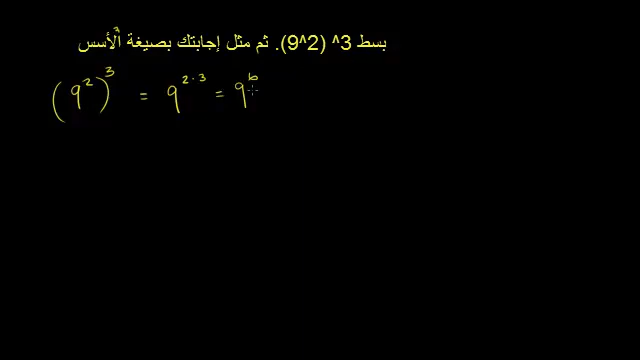 بسط 3^ (9^2). ثم مثل إجابتك بصيغة الأسس
(9²)³ = 9^{2·3} = 9⁶